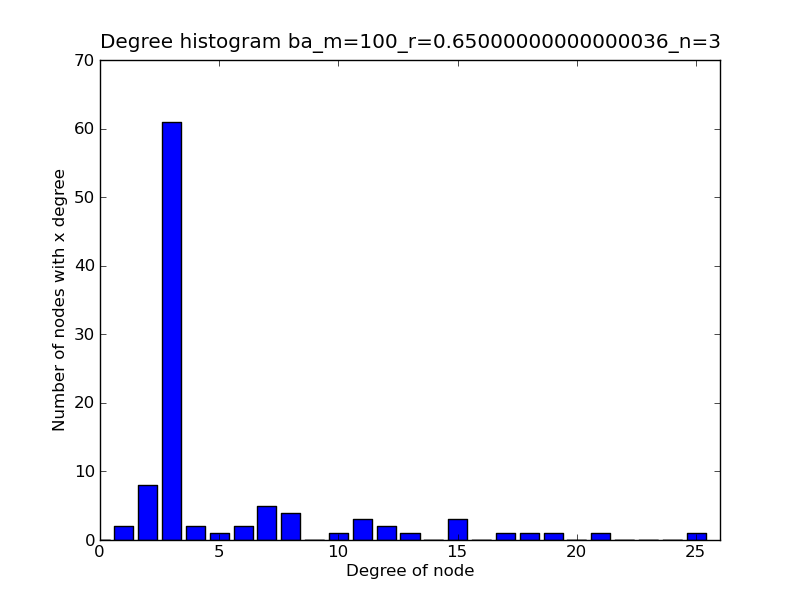 Degree histogram ba_m=100_r=0.65000000000000036_n=3
70
60
50
40
30
20
10
0
Number of nodes with x degree
0 5 10 15 20 25
Degree of node